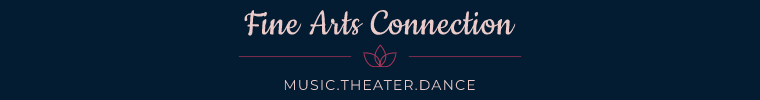 Fine Arts Connection
MUSIC.THEATER.DANCE